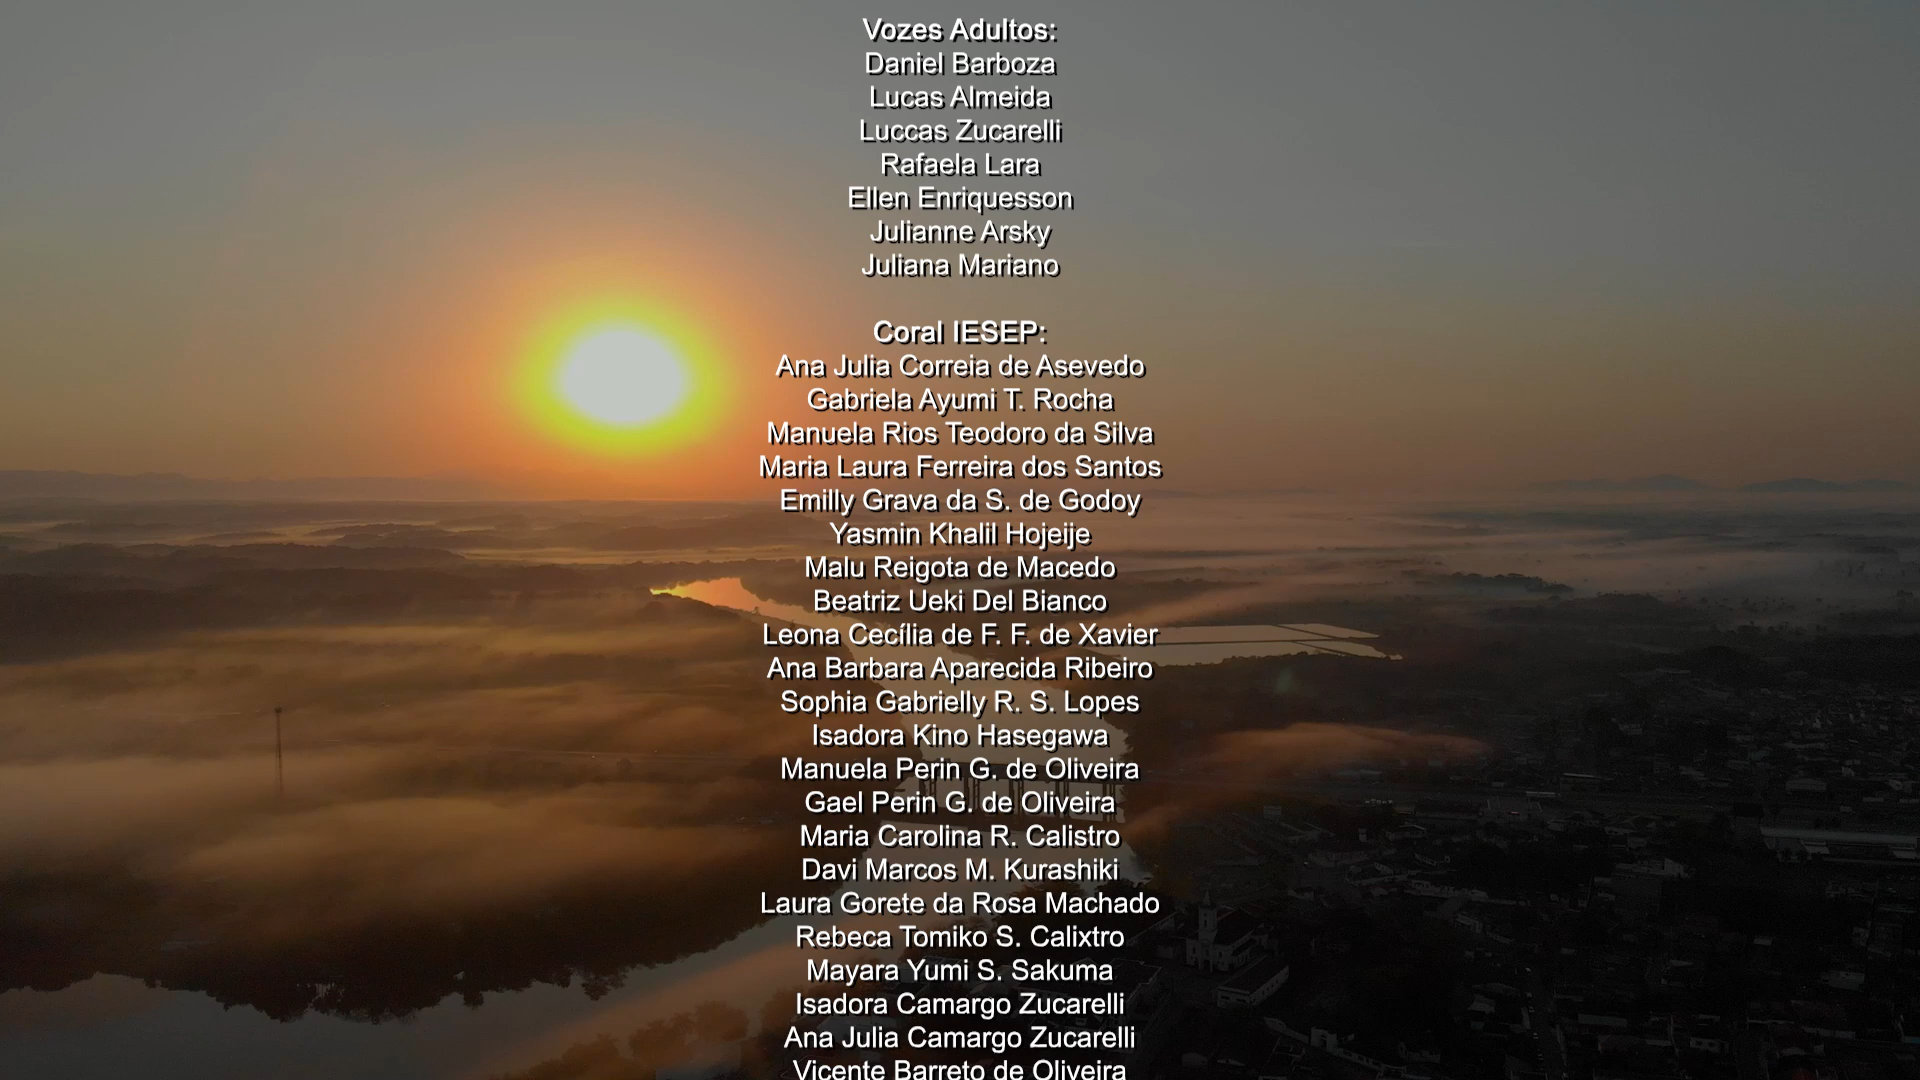 Vozes Adultos:
Daniel Barboza
Lucas Almeida
Luccas Zucarelli
Rafaela Lara
Ellen Enriquesson
Julianne Arsky
Juliana Mariano
Coral IESEP:
Ana Julia Correia de Asevedo
Gabriela Ayumi T. Rocha
Manuela Rios Teodoro da Silva
Maria Laura Ferreira dos Santos
Emilly Grava da S. de Godoy
Yasmin Khalil Hojeije
Malu Reigota de Macedo
Beatriz Ueki Del Bianco
Leona Cecília de F. F. de Xavier
Ana Barbara Aparecida Ribeiro
Sophia Gabrielly R. S. Lopes
Isadora Kino Hasegawa
Manuela Perin G. de Oliveira
Gael Perin G. de Oliveira
Maria Carolina R. Calistro
Davi Marcos M. Kurashiki
Laura Gorete da Rosa Machado
Rebeca Tomiko S. Calixtro
Mayara Yumi S. Sakuma
Isadora Camargo Zucarelli
Ana Julia Camargo Zucarelli
Vicente Barreto de Oliveira